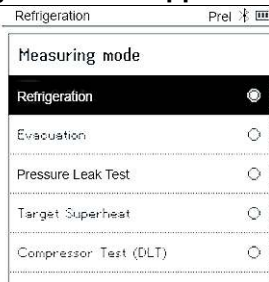 Refrigeration Prel
Measuring mode
Refrigeration
Evacuation
Pressure Leak Test
Target Superheat
Compressor Test (DLT)